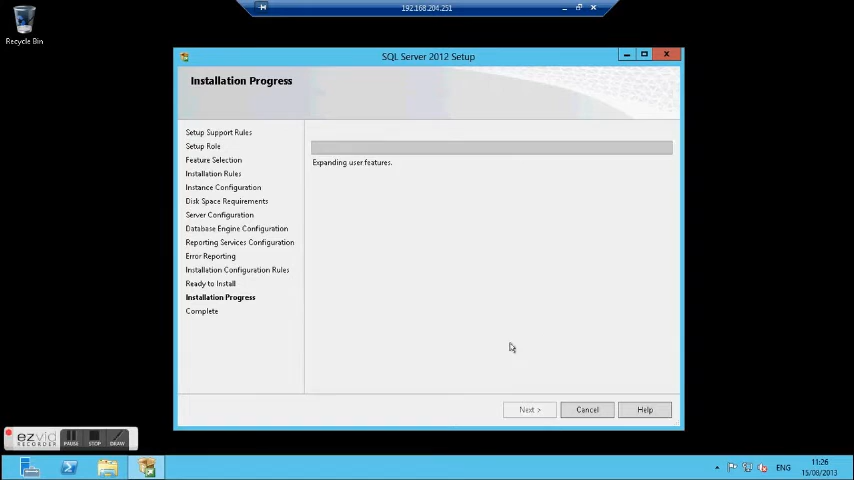 192.168.204.251
Recycle Bin
SQL Server 2012 Setup
Installation Progress
Setup Support Rules
Setup Role
Feature Selection
Installation Rules
Instance Configuration
Disk Space Requirements
Server Configuration
Database Engine Configuration
Reporting Services Configuration
Error Reporting
Installation Configuration Rules
Ready to Install
Installation Progress
Complete
Expanding user features.
Next >
Cancel
Help
ezvid
RECORDER
PAUSE
STOP
DRAW
ENG
11:26
15/08/2013